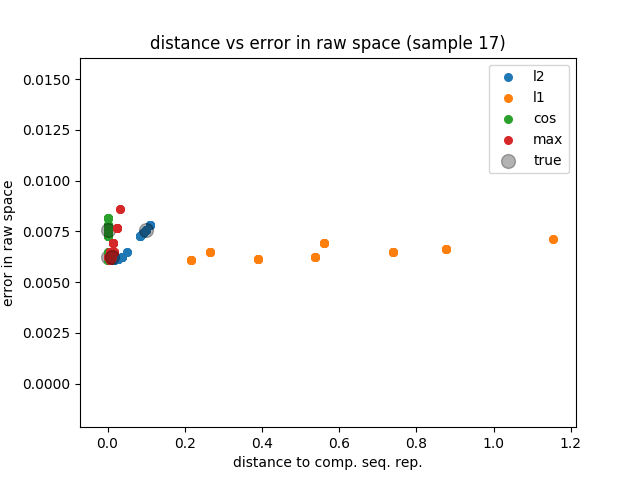 distance vs error in raw space (sample 17)
error in raw space
0.0150
0.0125
0.0100
0.0075
0.0050
0.0025
0.0000
l2
l1
cos
max
true
0.0 0.2 0.4 0.6 0.8 1.0 1.2
distance to comp. seq. rep.